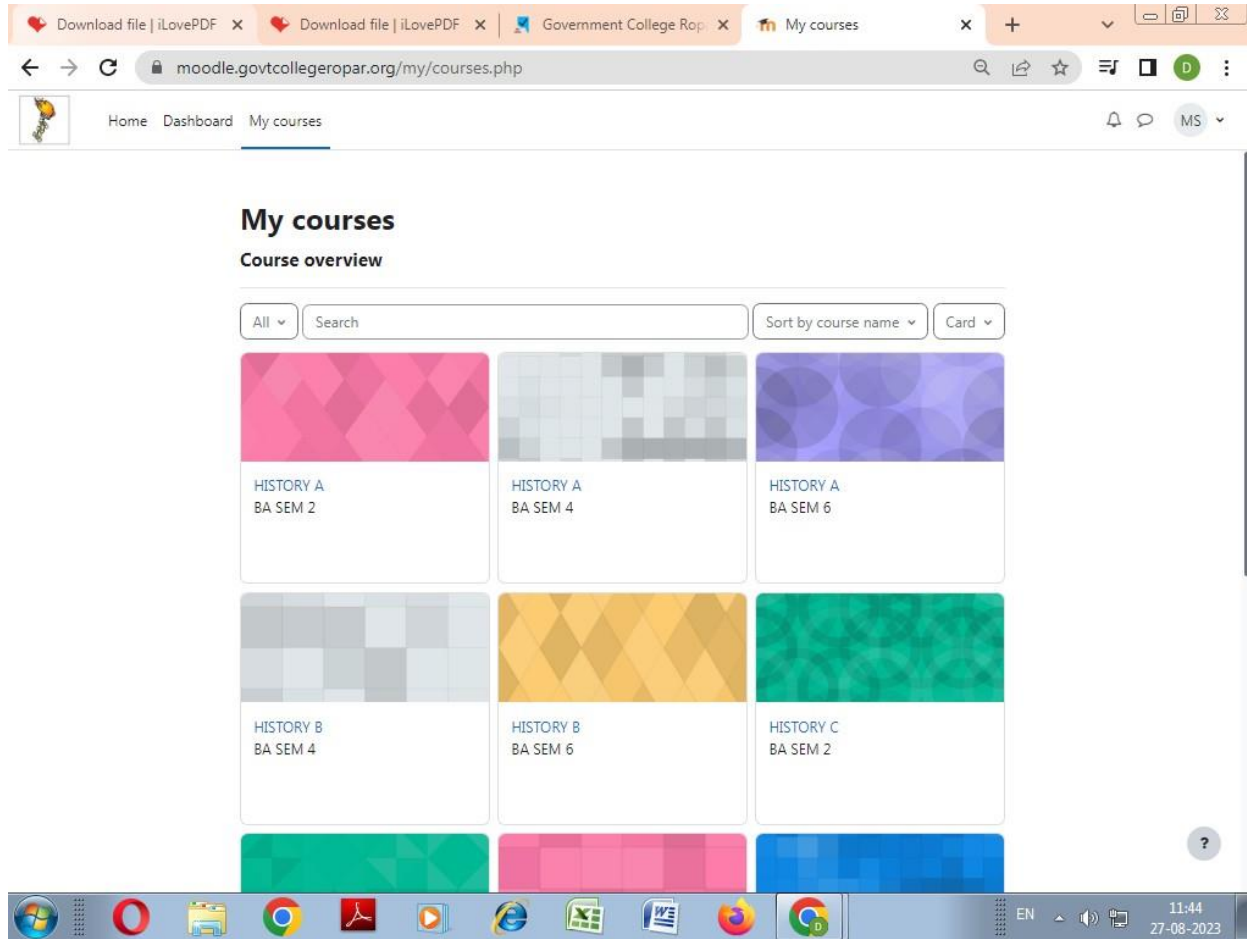 Download file | iLovePDF Download file | iLovePDF Government College Rop My courses
moodle.govtcollegeropar.org/my/courses.php D
Home Dashboard My courses MS
My courses
Course overview
All Search Sort by course name Card
HISTORY A HISTORY A HISTORY A
BA SEM 2 BA SEM 4 BA SEM 6
HISTORY B HISTORY B HISTORY C
BA SEM 4 BA SEM 6 BA SEM 2
?
EN 11:44
27-08-2023